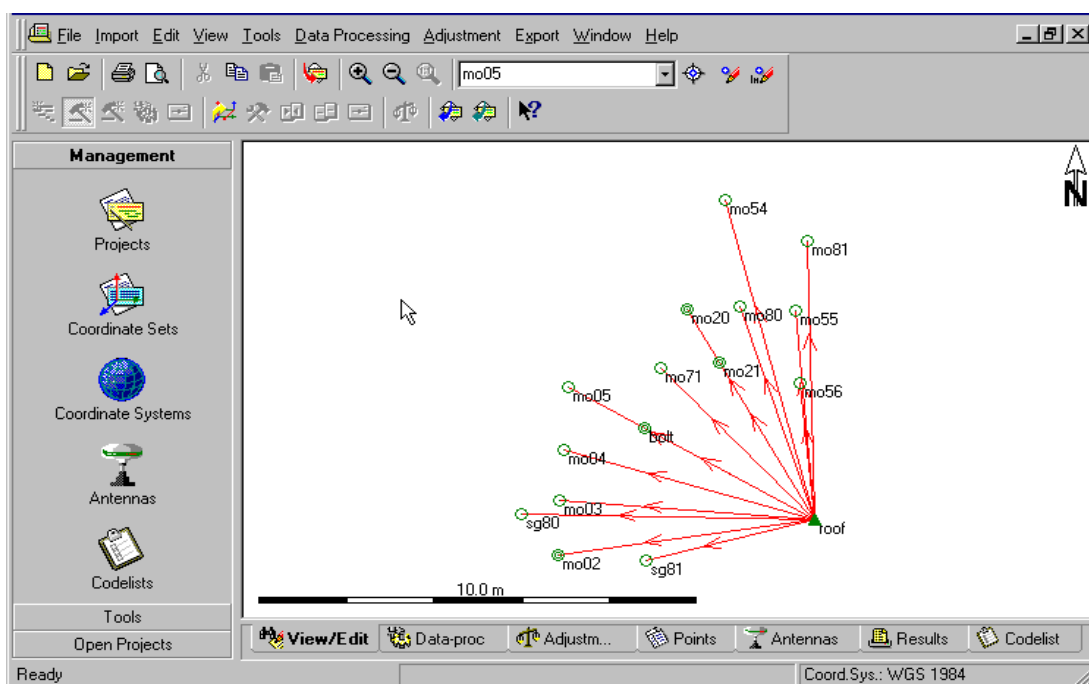 File Import Edit View Tools Data Processing Adjustment Export Window Help
mo05
Management
Projects
Coordinate Sets
Coordinate Systems
Antennas
Codelists
Tools
Open Projects
N
mo54
mo81
mo20
mo80
mo55
mo71
mo21
mo56
mo05
bolt
mo04
mo03
sg80
roof
mo02
sg81
10.0 m
View/Edit Data-proc Adjustm... Points Antennas Results Codelist
Ready Coord.Sys.: WGS 1984